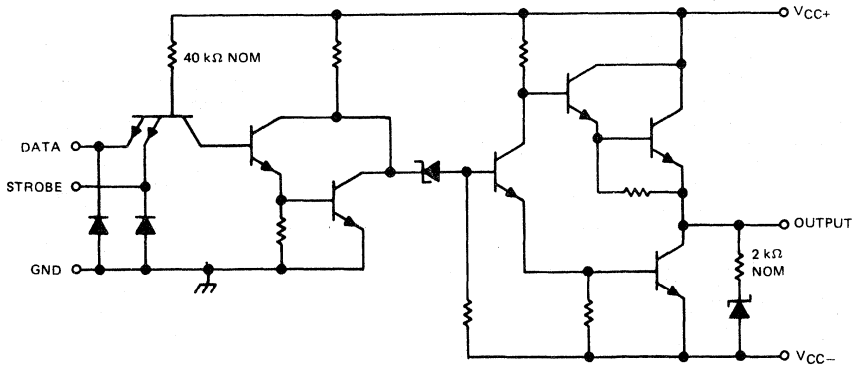 VCC+
40 kΩ NOM
DATA
STROBE
OUTPUT
2 kΩ
NOM
GND
VCC−